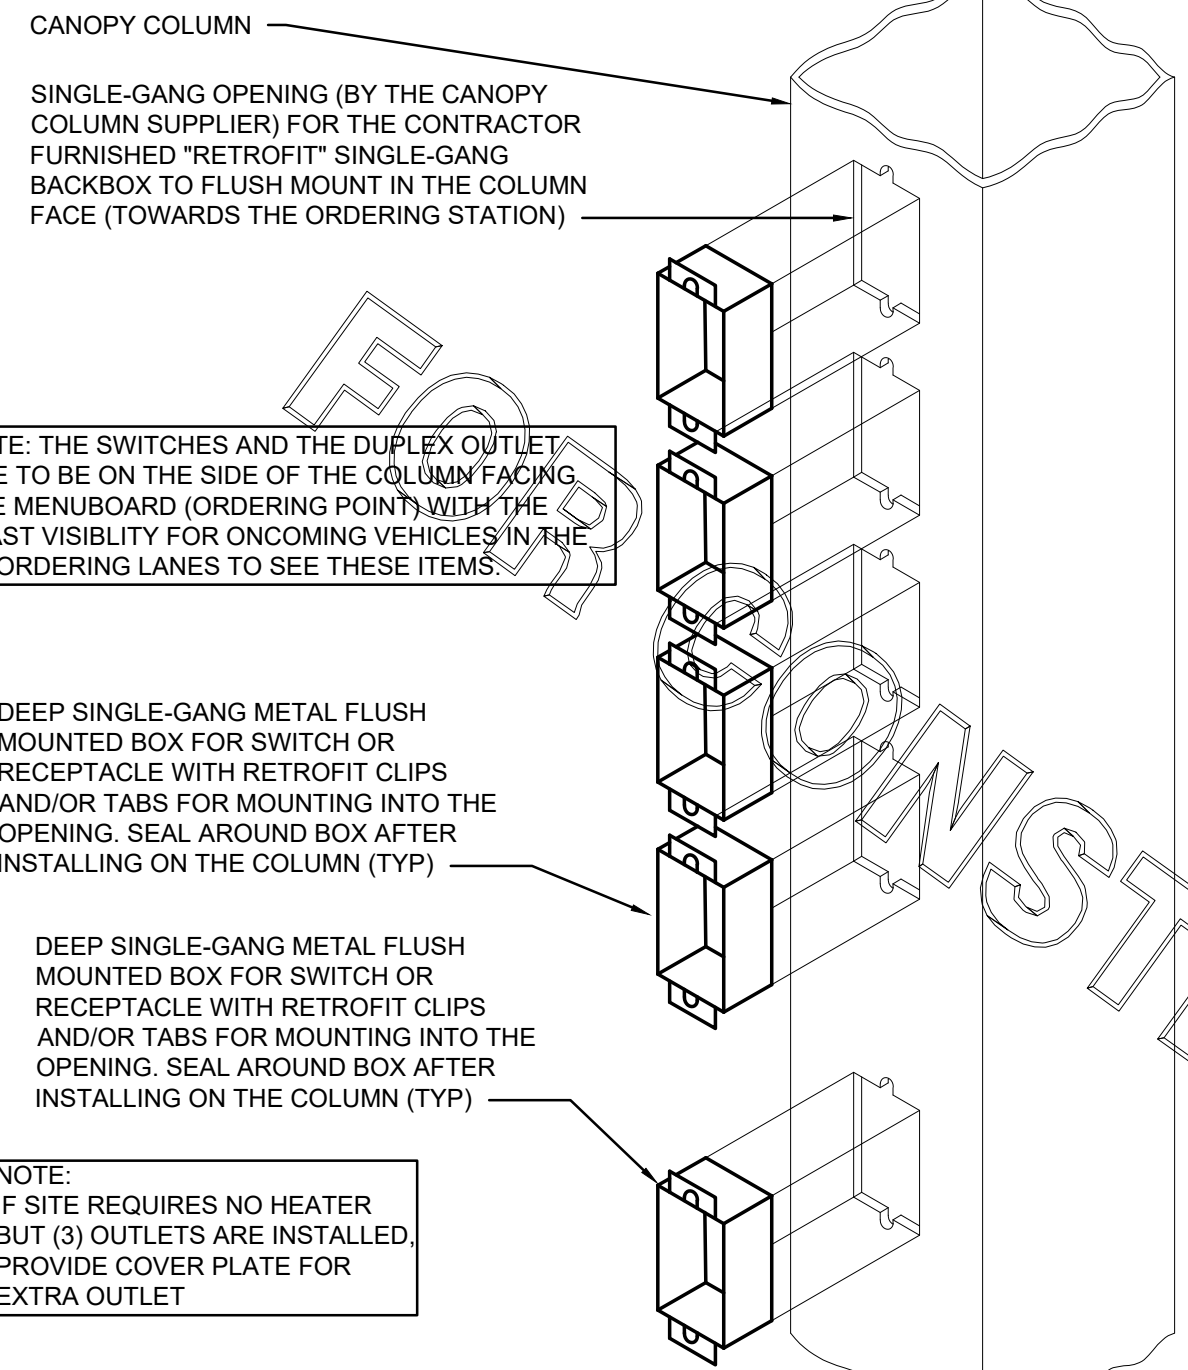 CANOPY COLUMN
SINGLE-GANG OPENING (BY THE CANOPY
COLUMN SUPPLIER) FOR THE CONTRACTOR
FURNISHED "RETROFIT" SINGLE-GANG
BACKBOX TO FLUSH MOUNT IN THE COLUMN
FACE (TOWARDS THE ORDERING STATION)
TE: THE SWITCHES AND THE DUPLEX OUTLET
E TO BE ON THE SIDE OF THE COLUMN FACING
E MENUBOARD (ORDERING POINT) WITH THE
AST VISIBLITY FOR ONCOMING VEHICLES IN THE
ORDERING LANES TO SEE THESE ITEMS.
DEEP SINGLE-GANG METAL FLUSH
MOUNTED BOX FOR SWITCH OR
RECEPTACLE WITH RETROFIT CLIPS
AND/OR TABS FOR MOUNTING INTO THE
OPENING. SEAL AROUND BOX AFTER
INSTALLING ON THE COLUMN (TYP)
DEEP SINGLE-GANG METAL FLUSH
MOUNTED BOX FOR SWITCH OR
RECEPTACLE WITH RETROFIT CLIPS
AND/OR TABS FOR MOUNTING INTO THE
OPENING. SEAL AROUND BOX AFTER
INSTALLING ON THE COLUMN (TYP)
NOTE:
IF SITE REQUIRES NO HEATER
BUT (3) OUTLETS ARE INSTALLED,
PROVIDE COVER PLATE FOR
EXTRA OUTLET
FOR CONST